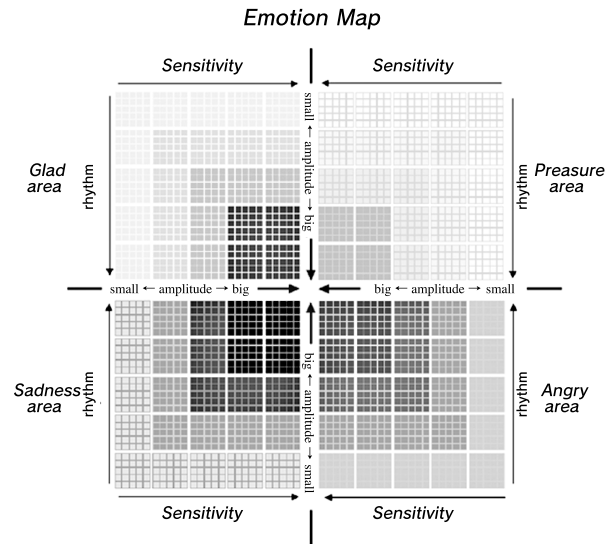 Emotion Map
Sensitivity
Sensitivity
Glad
area
rhythm
small ← amplitude → big
rhythm
Preasure
area
small ← amplitude → big
big ← amplitude → small
Sadness
area
rhythm
big ← amplitude → small
rhythm
Angry
area
Sensitivity
Sensitivity